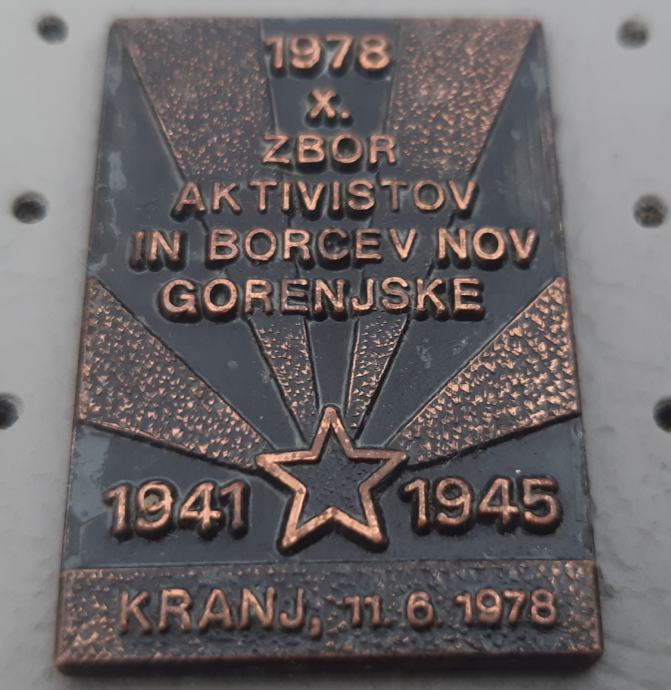 1978
X.
ZBOR
AKTIVISTOV
IN BORCEV NOV
GORENJSKE
1941 1945
KRANJ, 11. 6. 1978